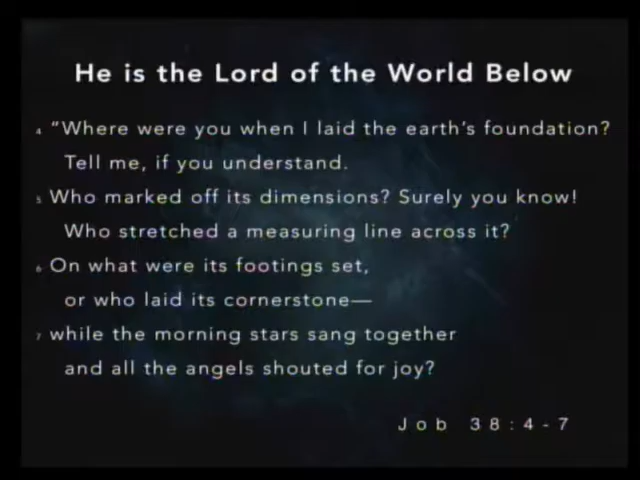 He is the Lord of the World Below
4 "Where were you when I laid the earth's foundation?
Tell me, if you understand.
5 Who marked off its dimensions? Surely you know!
Who stretched a measuring line across it?
6 On what were its footings set,
or who laid its cornerstone—
7 while the morning stars sang together
and all the angels shouted for joy?
Job 38:4-7